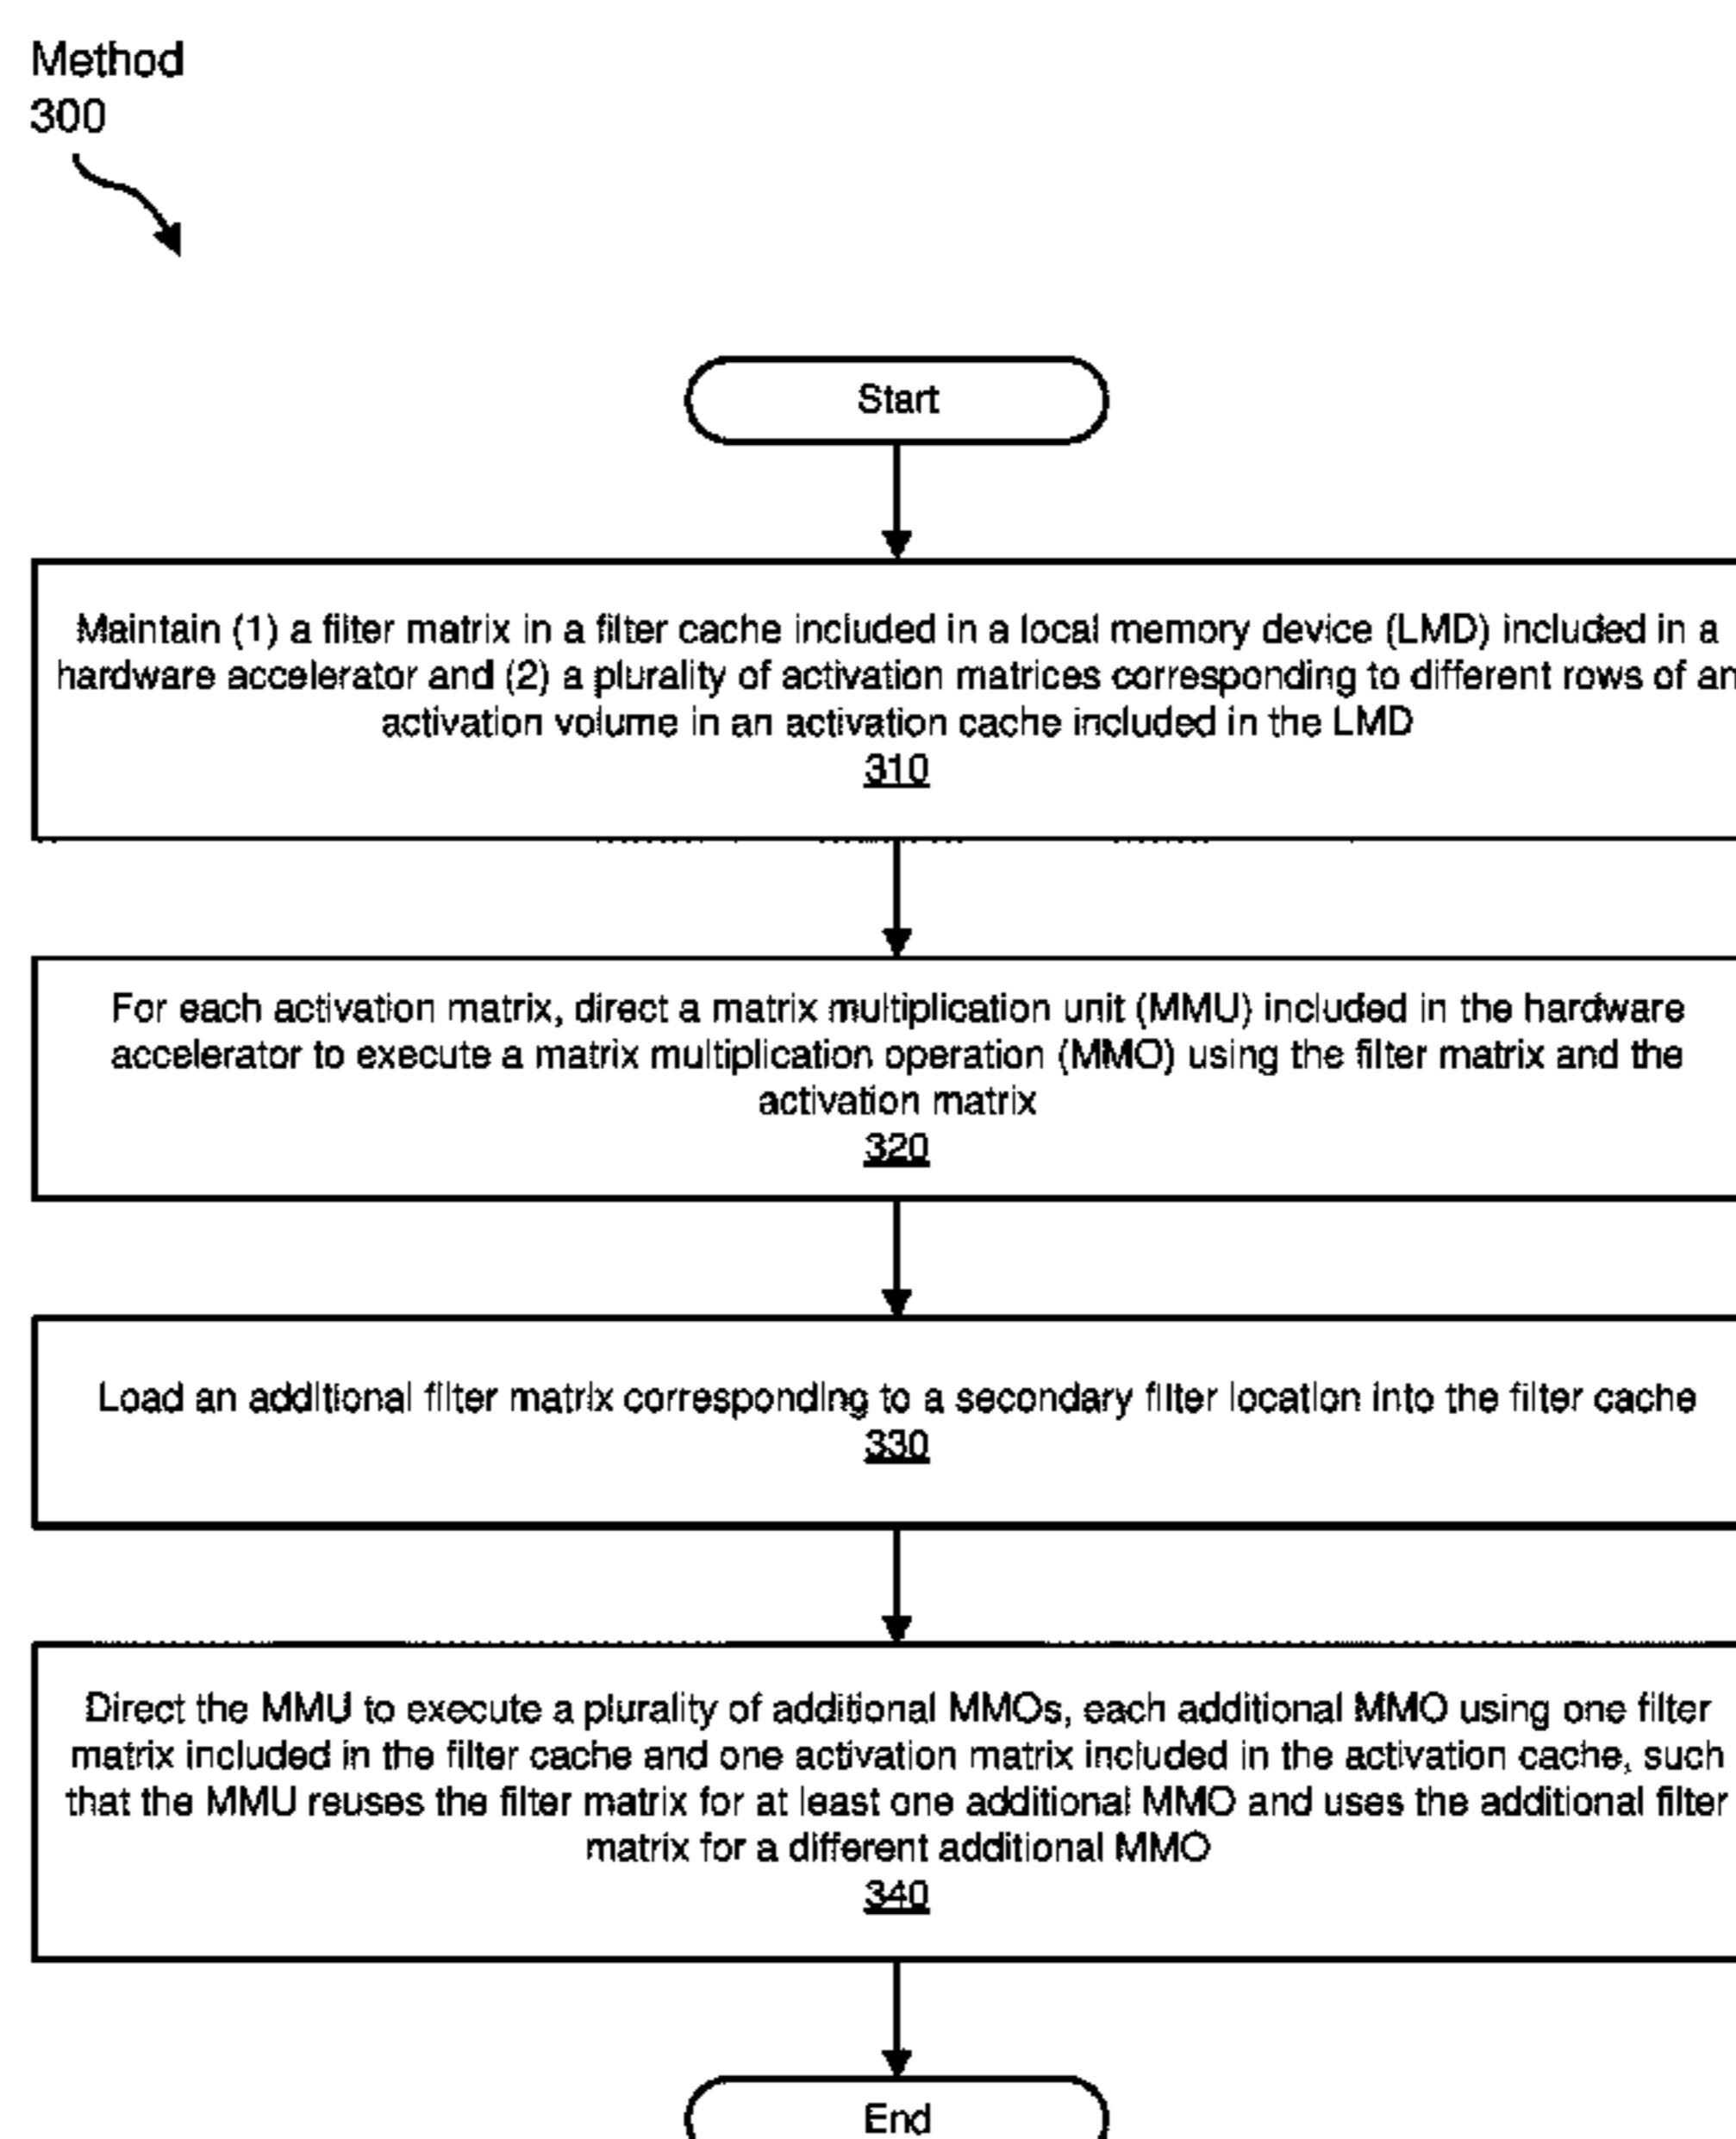 Method
300
Start
Maintain (1) a filter matrix in a filter cache included in a local memory device (LMD) included in a
hardware accelerator and (2) a plurality of activation matrices corresponding to different rows of an
activation volume in an activation cache included in the LMD
310
For each activation matrix, direct a matrix multiplication unit (MMU) included in the hardware
accelerator to execute a matrix multiplication operation (MMO) using the filter matrix and the
activation matrix
320
Load an additional filter matrix corresponding to a secondary filter location into the filter cache
330
Direct the MMU to execute a plurality of additional MMOs, each additional MMO using one filter
matrix included in the filter cache and one activation matrix included in the activation cache, such
that the MMU reuses the filter matrix for at least one additional MMO and uses the additional filter
matrix for a different additional MMO
340
End